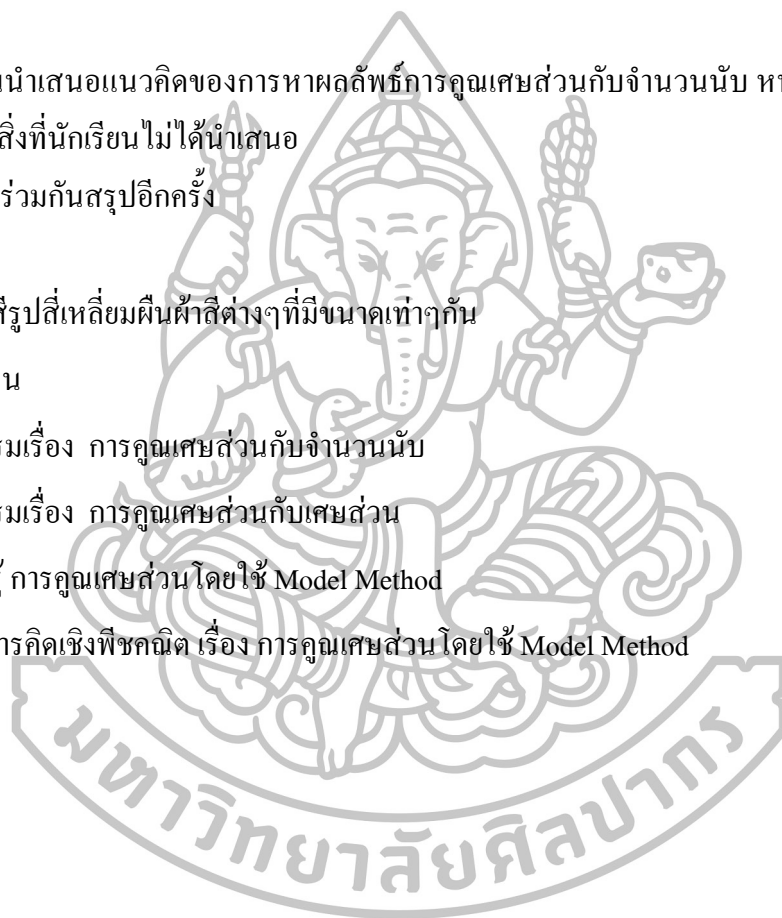 นำเสนอแนวคิดของการหาผลลัพธ์การคูณเศษส่วนกับจำนวนนับ
สิ่งที่นักเรียนไม่ได้นำเสนอ
ร่วมกันสรุปอีกครั้ง
สีรูปสี่เหลี่ยมผืนผ้าสีต่างๆที่มีขนาดเท่าๆกัน
น
รมเรื่อง การคูณเศษส่วนกับจำนวนนับ
รมเรื่อง การคูณเศษส่วนกับเศษส่วน
การคูณเศษส่วนโดยใช้ Model Method
ารคิดเชิงพีชคณิต เรื่อง การคูณเศษส่วนโดยใช้ Model Method
มหาวิทยาลัยศิลปากร